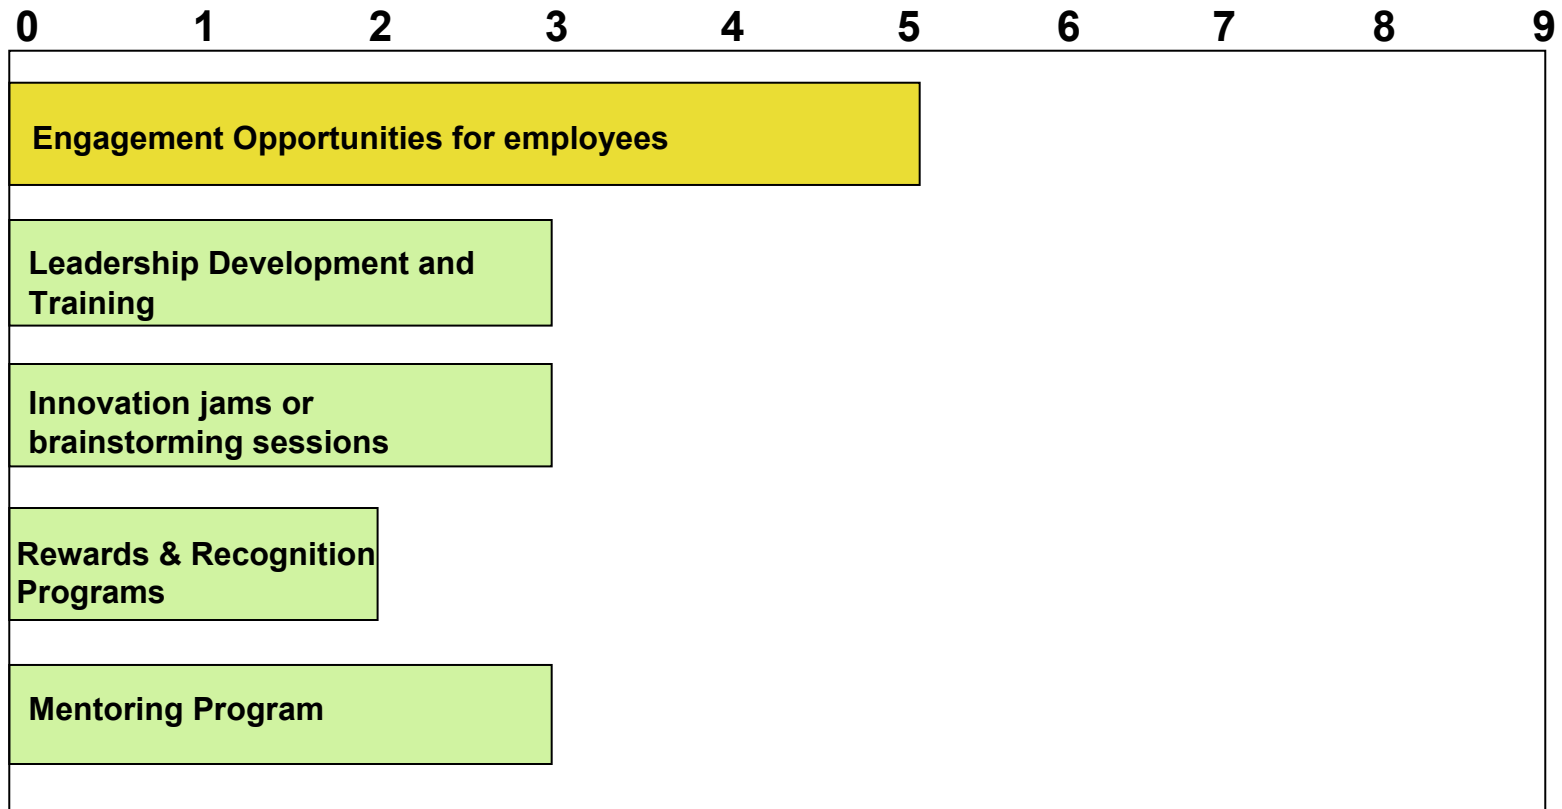 0 1 2 3 4 5 6 7 8 9
Engagement Opportunities for employees
Leadership Development and
Training
Innovation jams or
brainstorming sessions
Rewards & Recognition
Programs
Mentoring Program